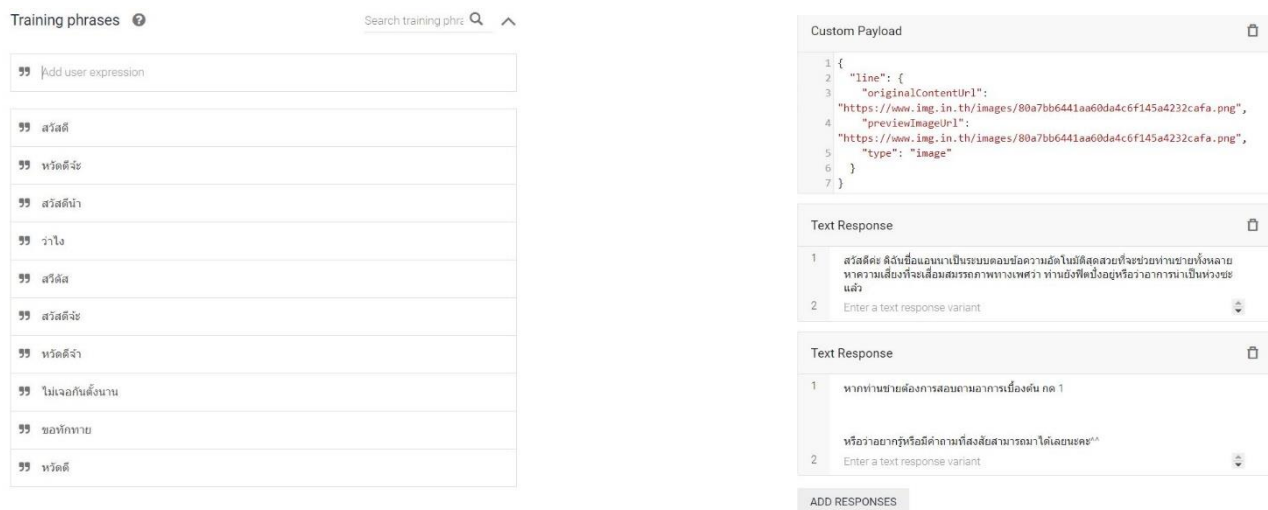 Training phrases
Search training phra
Add user expression
สวัสดี
หวัดดีจ้ะ
สวัสดีน้า
ว่าไง
สวีดัส
สวัสดีจ้ะ
หวัดดีจ้า
ไม่เจอกันตั้งนาน
ขอทักทาย
หวัดดี
Custom Payload
1 {
2 "line": {
3 "originalContentUrl":
"https://www.img.in.th/images/80a7bb6441aa60da4c6f145a4232cafa.png",
4 "previewImageUrl":
"https://www.img.in.th/images/80a7bb6441aa60da4c6f145a4232cafa.png",
5 "type": "image"
6 }
7 }
Text Response
1 สวัสดีค่ะ ดิฉันชื่อแอนนาเป็นระบบตอบข้อความอัตโนมัติสุดสวยที่จะช่วยท่านชายทั้งหลาย
หาความเสี่ยงที่จะเสื่อมสมรรถภาพทางเพศว่า ท่านยังฟิตปั๋งอยู่หรือว่าอาการน่าเป็นห่วงซะ
แล้ว
2 Enter a text response variant
Text Response
1 หากท่านชายต้องการสอบถามอาการเบื้องต้น กด 1
หรือว่าอยากรู้หรือมีคำถามที่สงสัยสามารถมาได้เลยนะคะ^^
2 Enter a text response variant
ADD RESPONSES